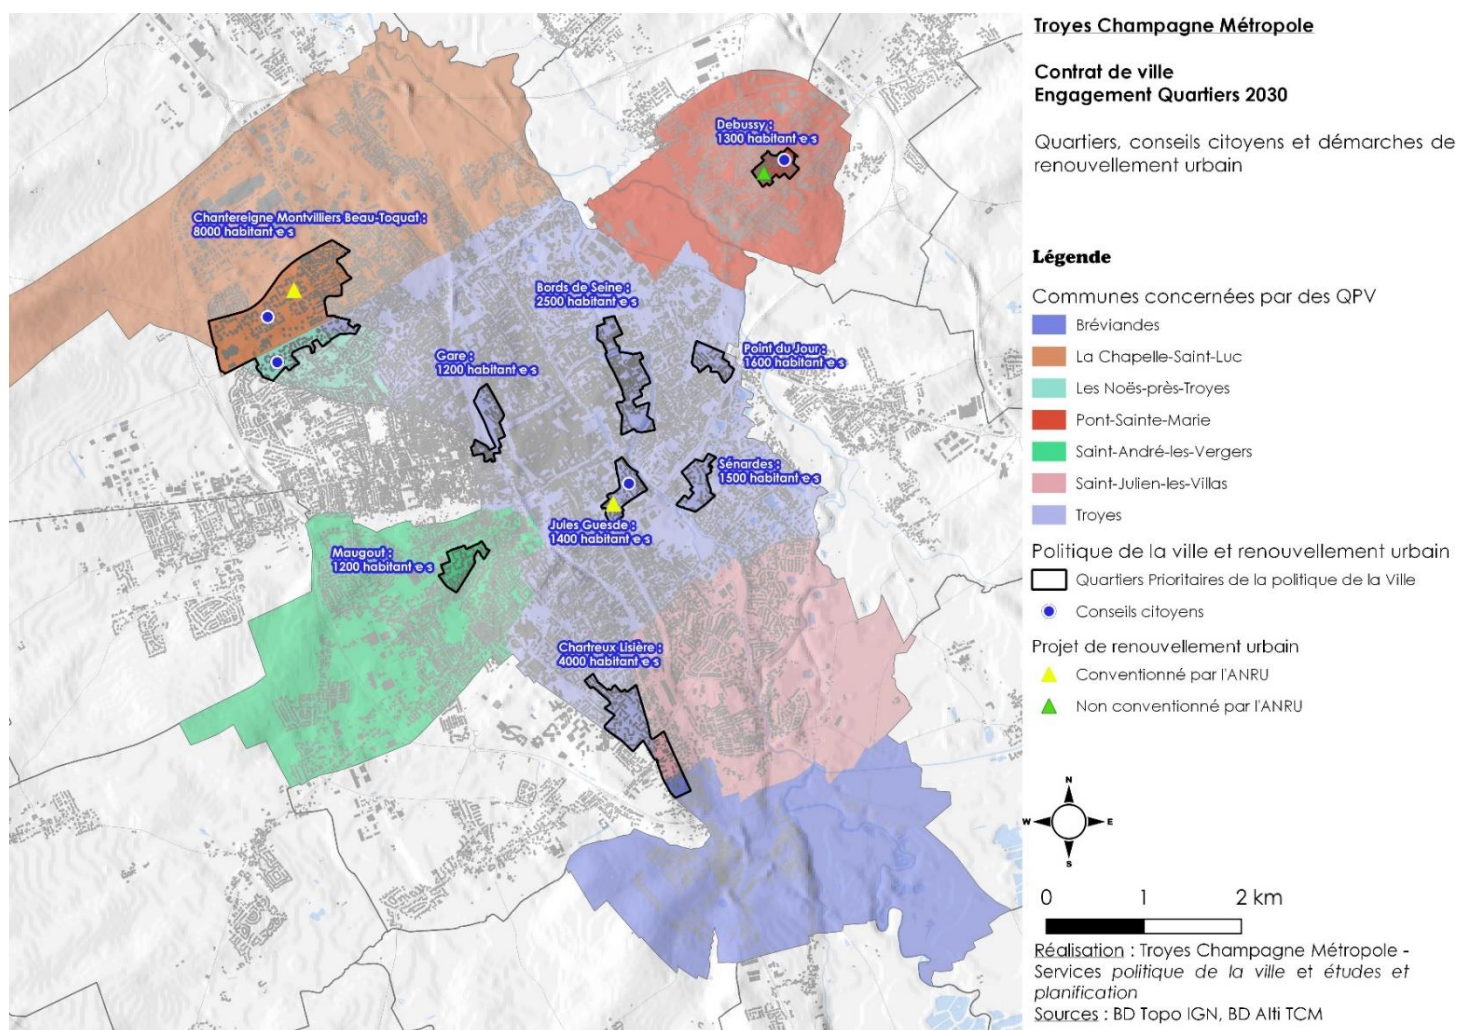 Troyes Champagne Métropole
Contrat de ville
Engagement Quartiers 2030
Quartiers, conseils citoyens et démarches de
renouvellement urbain
Légende
Communes concernées par des QPV
Bréviandes
La Chapelle-Saint-Luc
Les Noës-près-Troyes
Pont-Sainte-Marie
Saint-André-les-Vergers
Saint-Julien-les-Villas
Troyes
Politique de la ville et renouvellement urbain
Quartiers Prioritaires de la politique de la Ville
Conseils citoyens
Projet de renouvellement urbain
Conventionné par l'ANRU
Non conventionné par l'ANRU
N
W E
S
0 1 2 km
Réalisation : Troyes Champagne Métropole -
Services politique de la ville et études et
planification
Sources : BD Topo IGN, BD Alti TCM
Debussy :
1300 habitant·e·s
Chantereigne Montvilliers Beau-Toquat :
8000 habitant·e·s
Bords de Seine :
2500 habitant·e·s
Point du Jour :
1600 habitant·e·s
Gare :
1200 habitant·e·s
Sénardes :
1500 habitant·e·s
Jules Guesde :
1400 habitant·e·s
Maugout :
1200 habitant·e·s
Chartreux Lisière :
4000 habitant·e·s